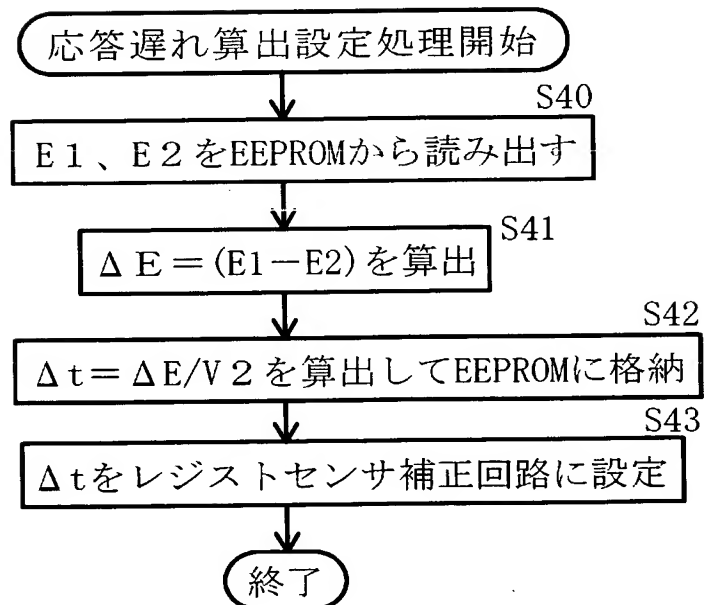 応答遅れ算出設定処理開始
S40
E1、E2をEEPROMから読み出す
S41
ΔE=(E1-E2)を算出
S42
Δt=ΔE/V2を算出してEEPROMに格納
S43
Δtをレジストセンサ補正回路に設定
終了